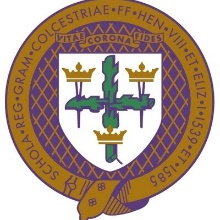 SCHOLA·REG·GRAM·COLCESTRIAE·FF·HEN·VIII·ET·ELIZ·I·1539·ET·1585
VITAE CORONA FIDES